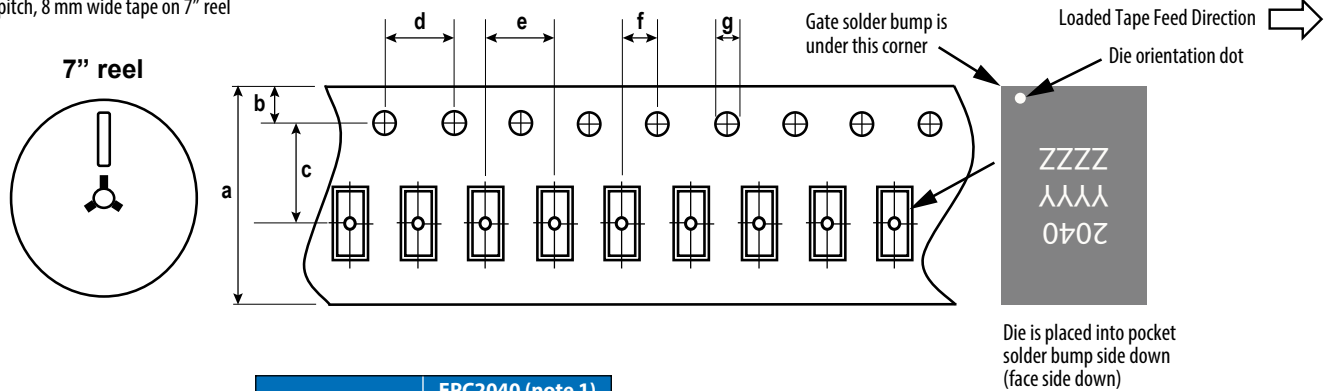 pitch, 8 mm wide tape on 7” reel
7” reel
a
b
c
d
e
f
g
Gate solder bump is
under this corner
Loaded Tape Feed Direction
Die orientation dot
2040
YYYY
ZZZZ
Die is placed into pocket
solder bump side down
(face side down)
EPC2040 (note 1)